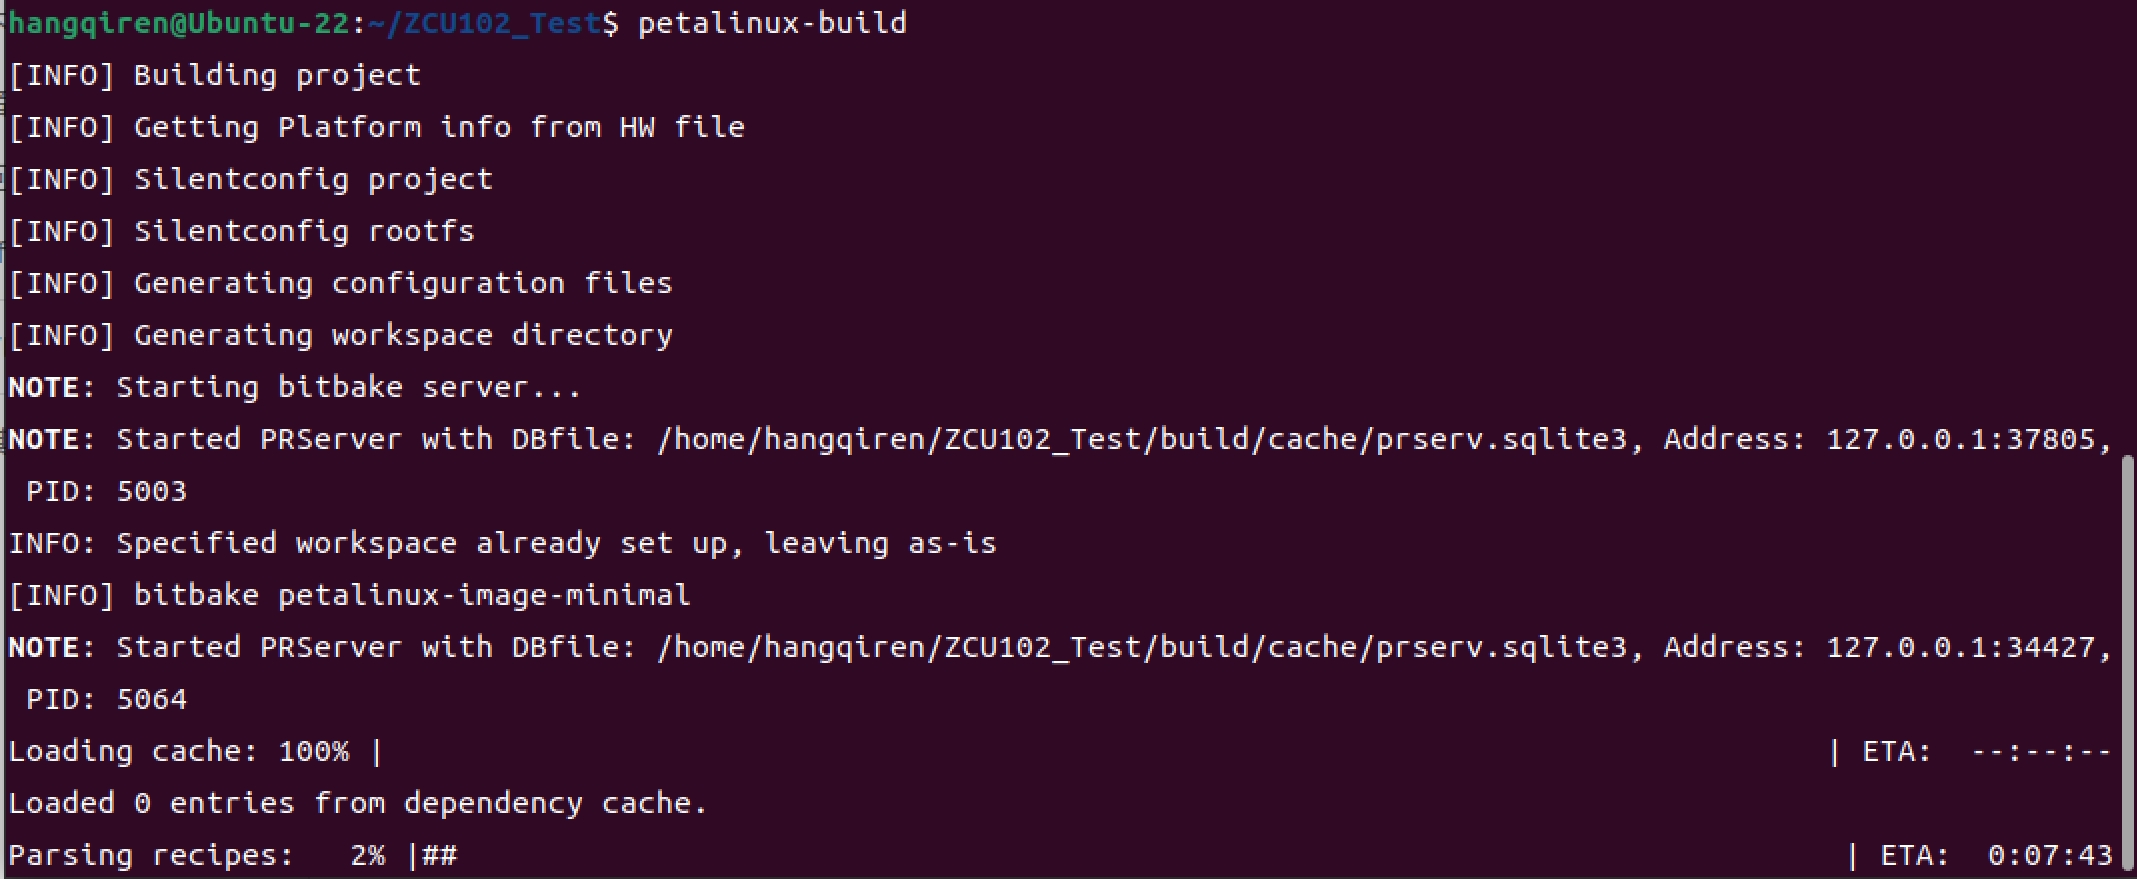 hangqiren@Ubuntu-22:~/ZCU102_Test$ petalinux-build
[INFO] Building project
[INFO] Getting Platform info from HW file
[INFO] Silentconfig project
[INFO] Silentconfig rootfs
[INFO] Generating configuration files
[INFO] Generating workspace directory
NOTE: Starting bitbake server...
NOTE: Started PRServer with DBfile: /home/hangqiren/ZCU102_Test/build/cache/prserv.sqlite3, Address: 127.0.0.1:37805,
 PID: 5003
INFO: Specified workspace already set up, leaving as-is
[INFO] bitbake petalinux-image-minimal
NOTE: Started PRServer with DBfile: /home/hangqiren/ZCU102_Test/build/cache/prserv.sqlite3, Address: 127.0.0.1:34427,
 PID: 5064
Loading cache: 100% | | ETA:  --:--:--
Loaded 0 entries from dependency cache.
Parsing recipes:   2% |## | ETA:  0:07:43